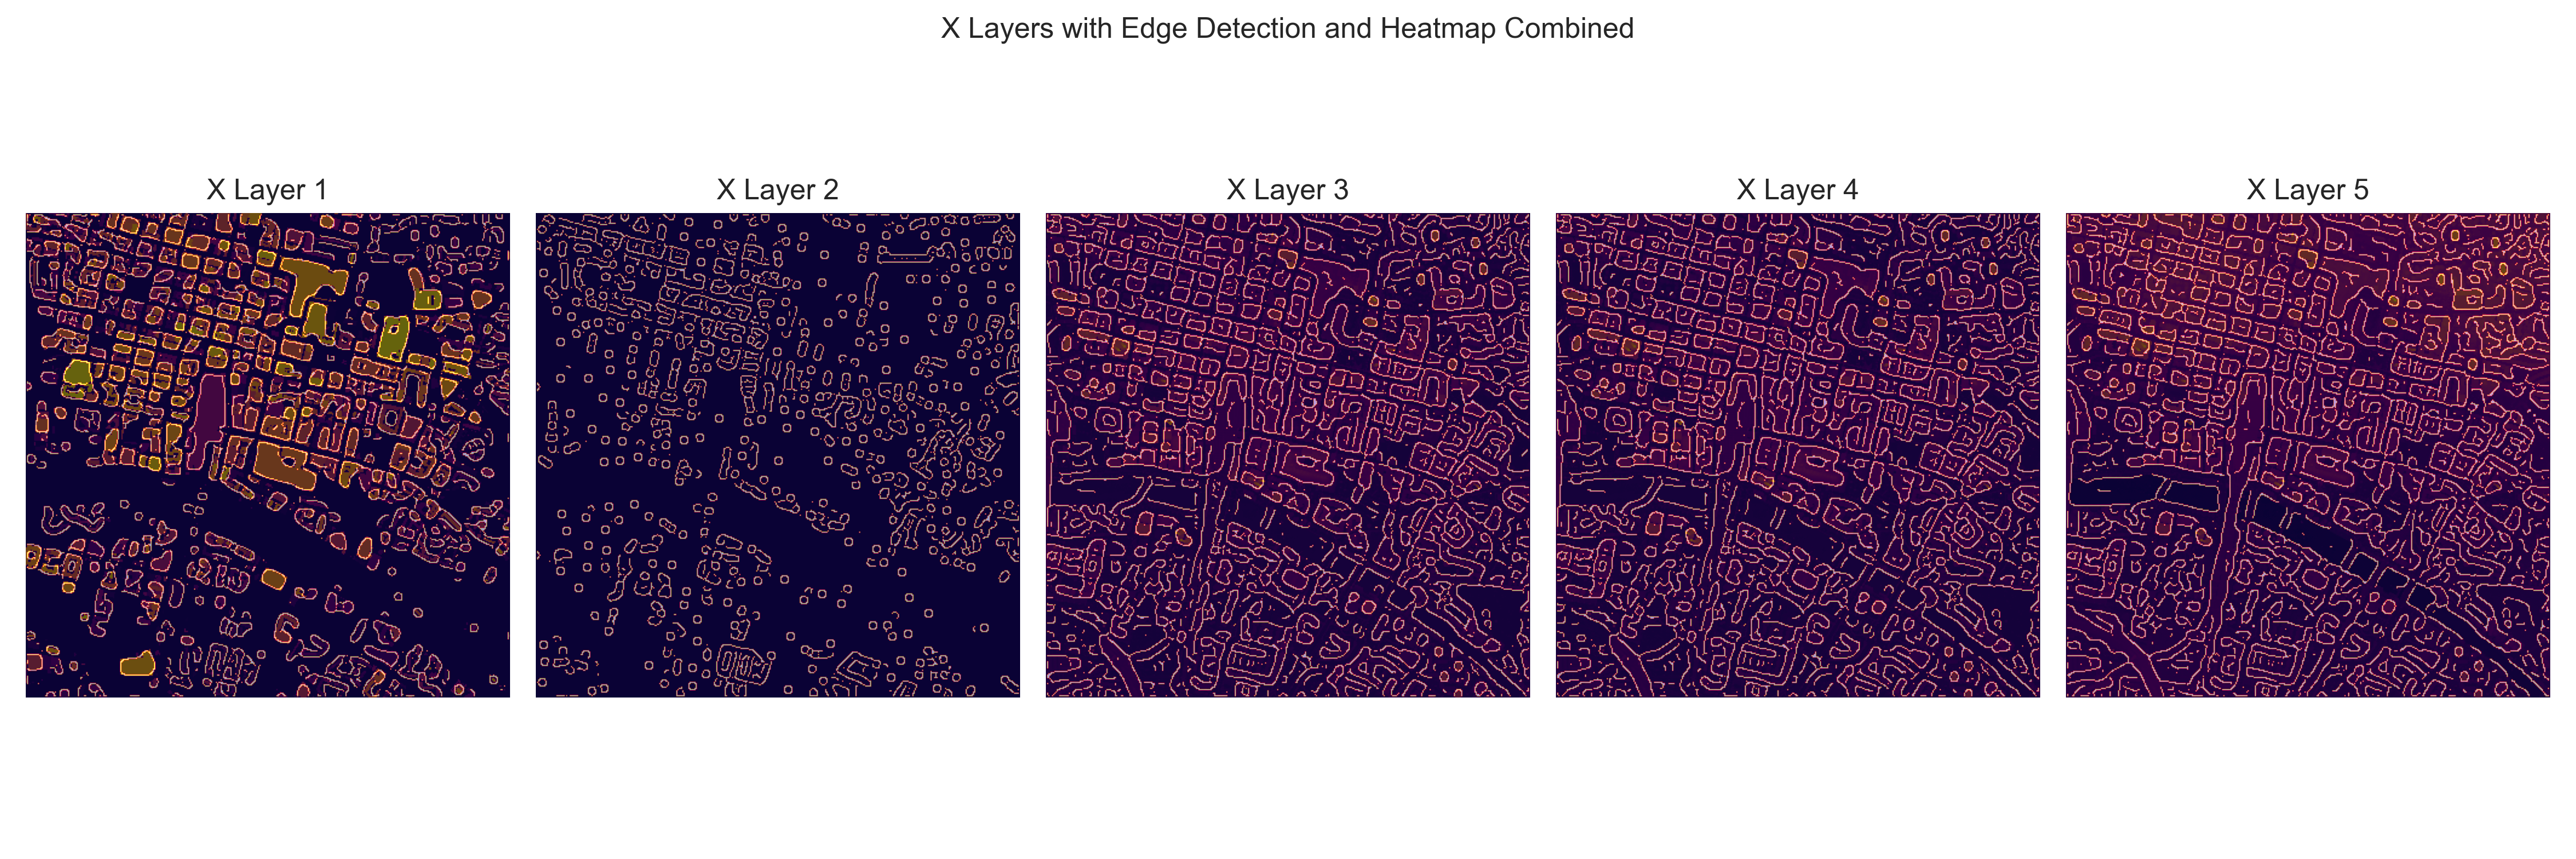 X Layers with Edge Detection and Heatmap Combined
X Layer 1
X Layer 2
X Layer 3
X Layer 4
X Layer 5